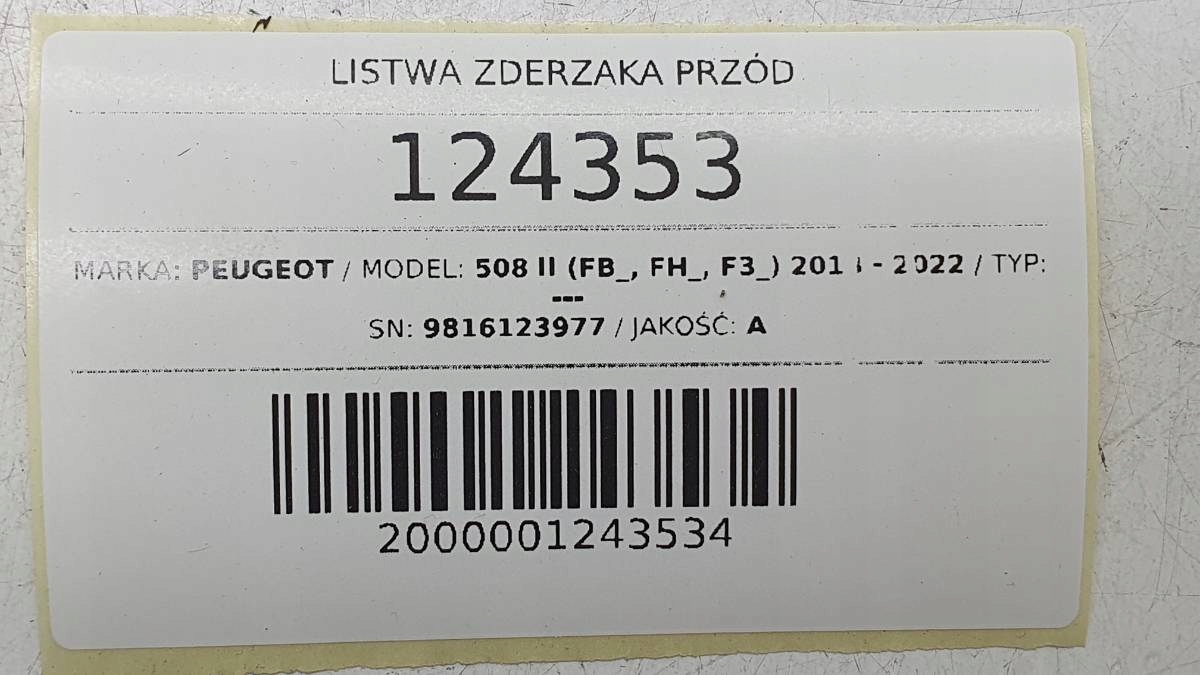 LISTWA ZDERZAKA PRZÓD
124353
MARKA: PEUGEOT / MODEL: 508 II (FB_, FH_, F3_) - 2022 / TYP:
---
SN: 9816123977 / JAKOŚĆ: A
2000001243534